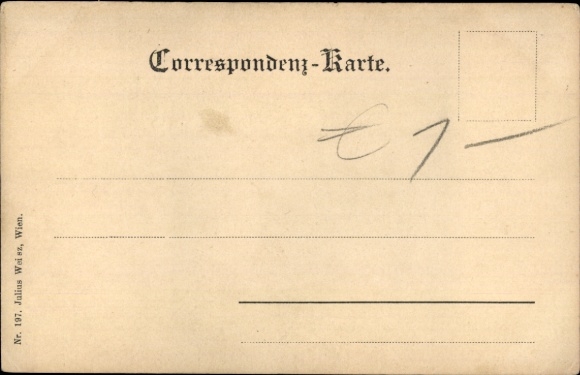 Correspondenz-Karte.
€ 1 —
Nr. 197. Julius Weisz, Wien.